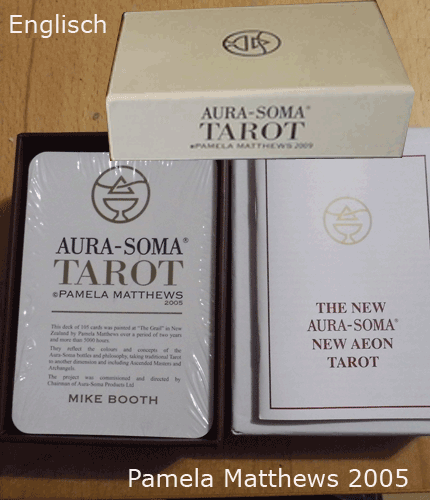 Englisch
AURA-SOMA®
TAROT
©PAMELA MATTHEWS 2009
AURA-SOMA®
TAROT
©PAMELA MATTHEWS
2005
This deck of 105 cards was painted at "The Grail" in New
Zealand by Pamela Matthews over a period of two years
and more than 5000 hours
They reflect the colours and concepts of the
Aura-Soma bottles and philosophy, taking traditional Tarot
to another dimension and including Ascended Masters and
Archangels.
The project was commissioned and directed by
Chairman of Aura-Soma Products Ltd.
MIKE BOOTH
THE NEW
AURA-SOMA®
NEW AEON
TAROT
Pamela Matthews 2005